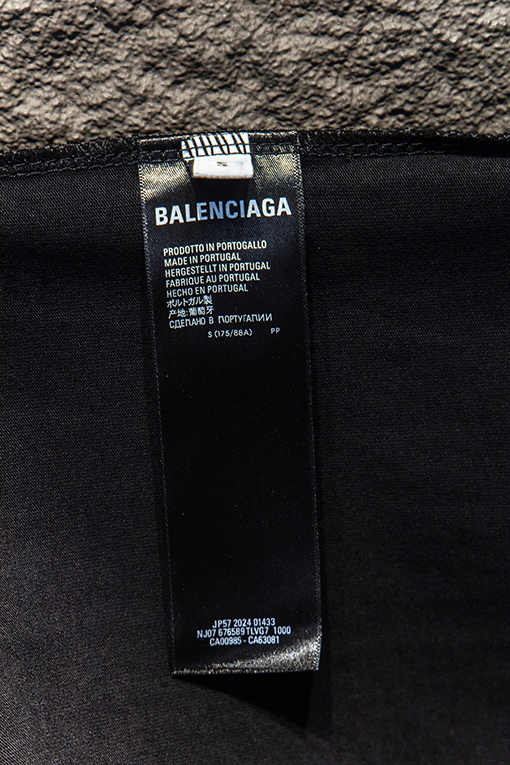 BALENCIAGA
PRODOTTO IN PORTOGALLO
MADE IN PORTUGAL
HERGESTELLT IN PORTUGAL
FABRIQUE AU PORTUGAL
HECHO EN PORTUGAL
ポルトガル製
产地:葡萄牙
СДЕЛАНО В ПОРТУГАЛИИ
S (175/88A) PP
JP57 2024 01433
NJ07 676589 TLVG7 1000
CA00985 - CA63081